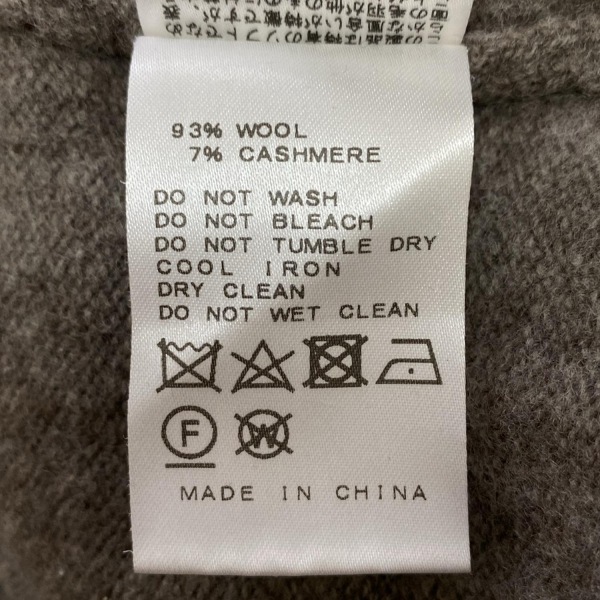 93% WOOL
7% CASHMERE
DO NOT WASH
DO NOT BLEACH
DO NOT TUMBLE DRY
COOL IRON
DRY CLEAN
DO NOT WET CLEAN
F W
MADE IN CHINA